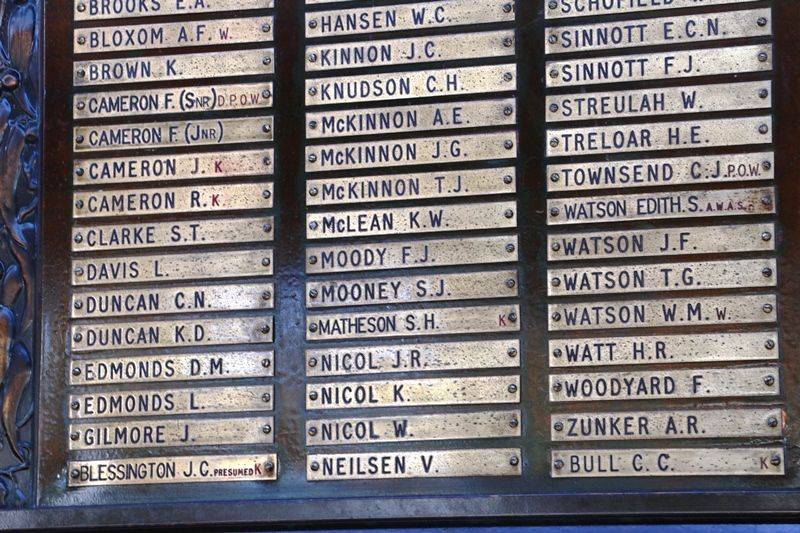 BROOKS E.A.
BLOXOM A.F. W.
BROWN K.
CAMERON F. (SNR) D.P.O.W.
CAMERON F. (JNR)
CAMERON J. K
CAMERON R. K.
CLARKE S.T.
DAVIS L.
DUNCAN C.N.
DUNCAN K.D.
EDMONDS D.M.
EDMONDS L.
GILMORE J.
BLESSINGTON J.C. PRESUMED K
HANSEN W.C.
KINNON J.C.
KNUDSON C.H.
McKINNON A.E.
McKINNON J.G.
McKINNON T.J.
McLEAN K.W.
MOODY F.J.
MOONEY S.J.
MATHESON S.H. K
NICOL J.R.
NICOL K.
NICOL W.
NEILSEN V.
SCHOFIELD
SINNOTT E.C.N.
SINNOTT F.J.
STREULAH W.
TRELOAR H.E.
TOWNSEND C.J. P.O.W.
WATSON EDITH.S. A.W.A.S.
WATSON J.F.
WATSON T.G.
WATSON W.M. W.
WATT H.R.
WOODYARD F.
ZUNKER A.R.
BULL C.C. K